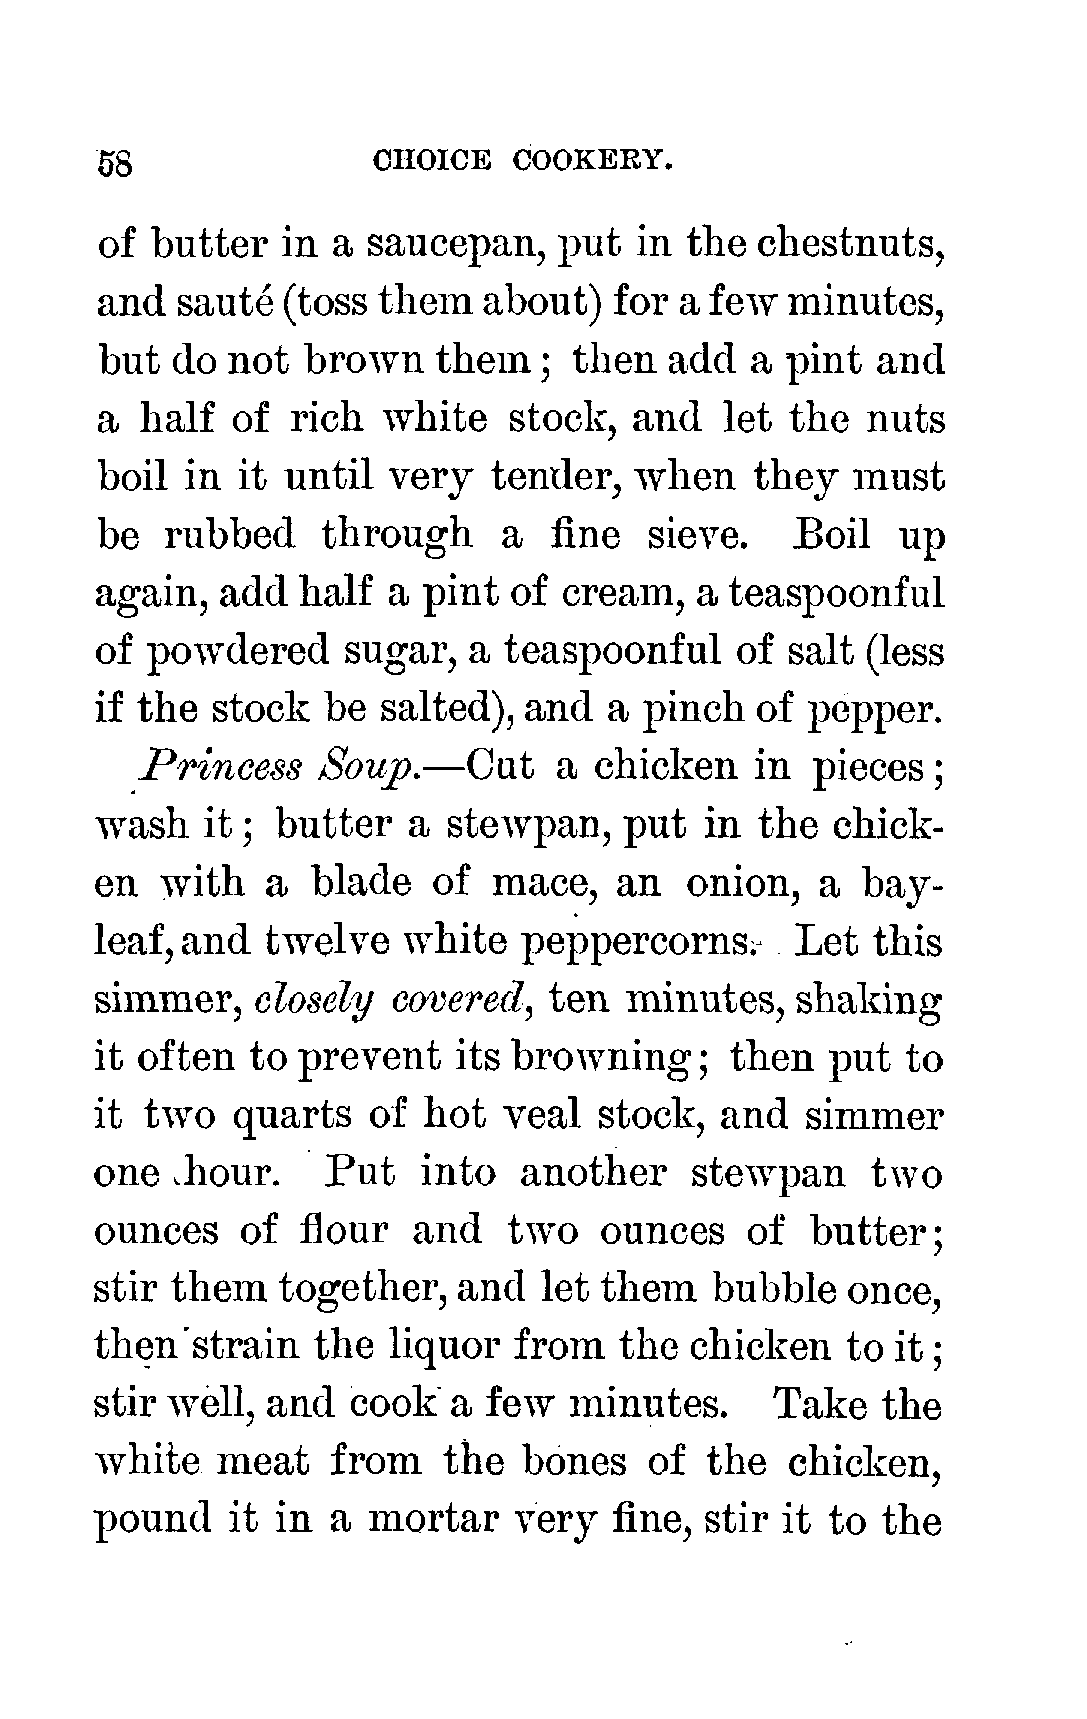 58 CHOICE COOKERY.
of butter in a saucepan, put in the chestnuts,
and sauté (toss them about) for a few minutes,
but do not brown them; then add a pint and
a half of rich white stock, and let the nuts
boil in it until very tender, when they must
be rubbed through a fine sieve. Boil up
again, add half a pint of cream, a teaspoonful
of powdered sugar, a teaspoonful of salt (less
if the stock be salted), and a pinch of pepper.
Princess Soup.—Cut a chicken in pieces;
wash it; butter a stewpan, put in the chick-
en with a blade of mace, an onion, a bay-
leaf, and twelve white peppercorns. Let this
simmer, closely covered, ten minutes, shaking
it often to prevent its browning; then put to
it two quarts of hot veal stock, and simmer
one hour. Put into another stewpan two
ounces of flour and two ounces of butter;
stir them together, and let them bubble once,
then strain the liquor from the chicken to it;
stir well, and cook a few minutes. Take the
white meat from the bones of the chicken,
pound it in a mortar very fine, stir it to the